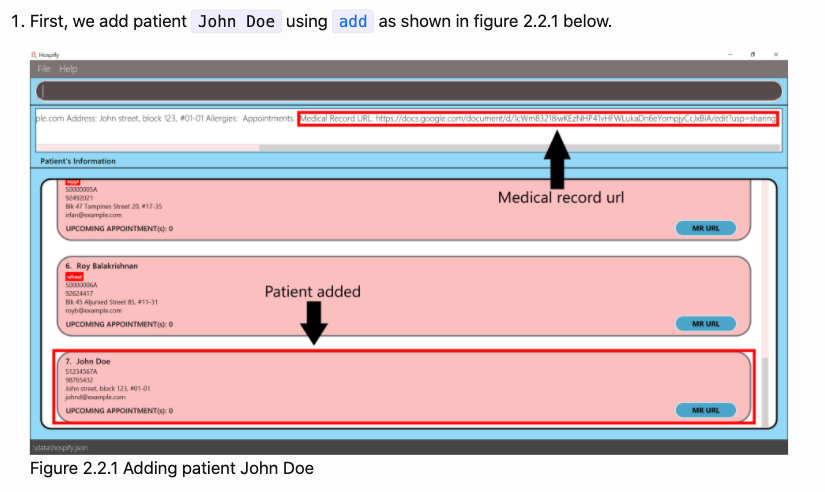 1. First, we add patient John Doe using add as shown in figure 2.2.1 below.
Hospify
File Help
ple.com Address: John street, block 123, #01-01 Allergies: Appointments: Medical Record URL: https://docs.google.com/document/d/1cWm83218iwKEzNHP41vHFWLukaDn6eYompjyCcJxBiA/edit?usp=sharing
Patient's Information
Medical record url
S0000005A
92492021
Blk 47 Tampines Street 20, #17-35
irfan@example.com
UPCOMING APPOINTMENT(s): 0
MR URL
6. Roy Balakrishnan
wheat
S0000006A
92624417
Blk 45 Aljunied Street 85, #11-31
royb@example.com
UPCOMING APPOINTMENT(s): 0
MR URL
Patient added
7. John Doe
S1234567A
98765432
John street, block 123, #01-01
johnd@example.com
UPCOMING APPOINTMENT(s): 0
MR URL
\data\hospify.json
Figure 2.2.1 Adding patient John Doe